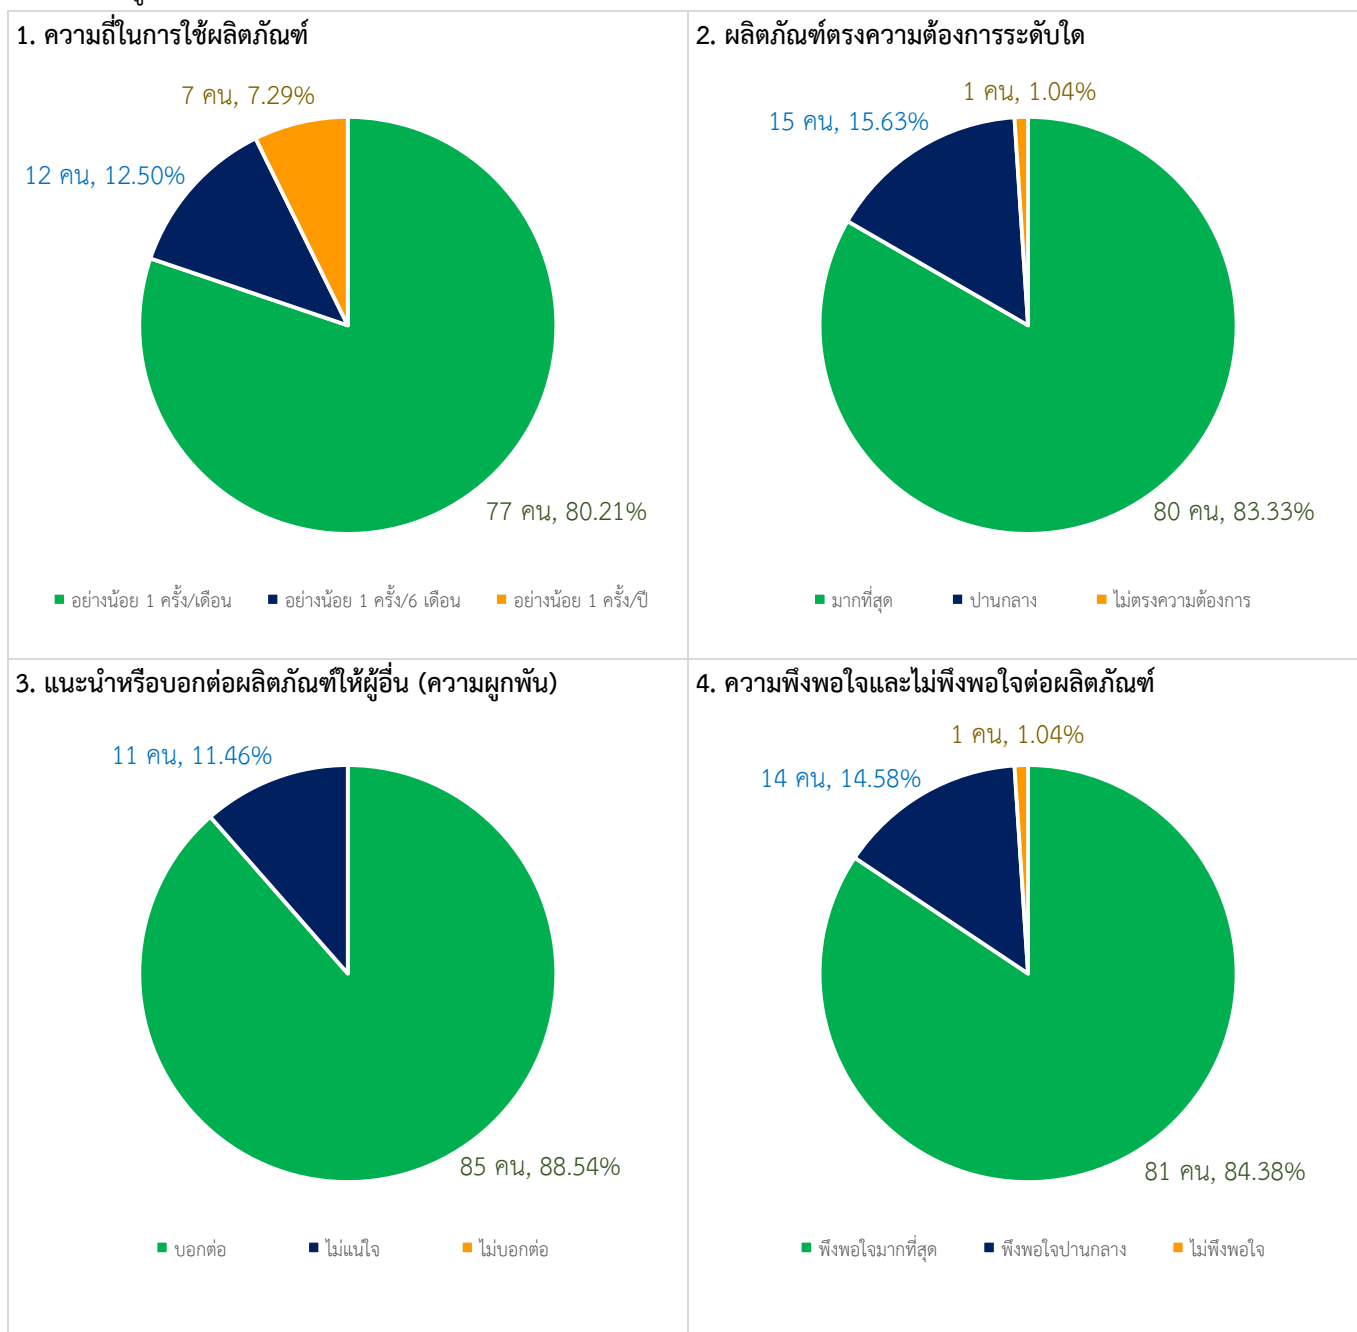 1. ความถี่ในการใช้ผลิตภัณฑ์
7 คน, 7.29%
12 คน, 12.50%
77 คน, 80.21%
อย่างน้อย 1 ครั้ง/เดือน อย่างน้อย 1 ครั้ง/6 เดือน อย่างน้อย 1 ครั้ง/ปี
2. ผลิตภัณฑ์ตรงความต้องการระดับใด
1 คน, 1.04%
15 คน, 15.63%
80 คน, 83.33%
มากที่สุด ปานกลาง ไม่ตรงความต้องการ
3. แนะนำหรือบอกต่อผลิตภัณฑ์ให้ผู้อื่น (ความผูกพัน)
11 คน, 11.46%
85 คน, 88.54%
บอกต่อ ไม่แน่ใจ ไม่บอกต่อ
4. ความพึงพอใจและไม่พึงพอใจต่อผลิตภัณฑ์
1 คน, 1.04%
14 คน, 14.58%
81 คน, 84.38%
พึงพอใจมากที่สุด พึงพอใจปานกลาง ไม่พึงพอใจ